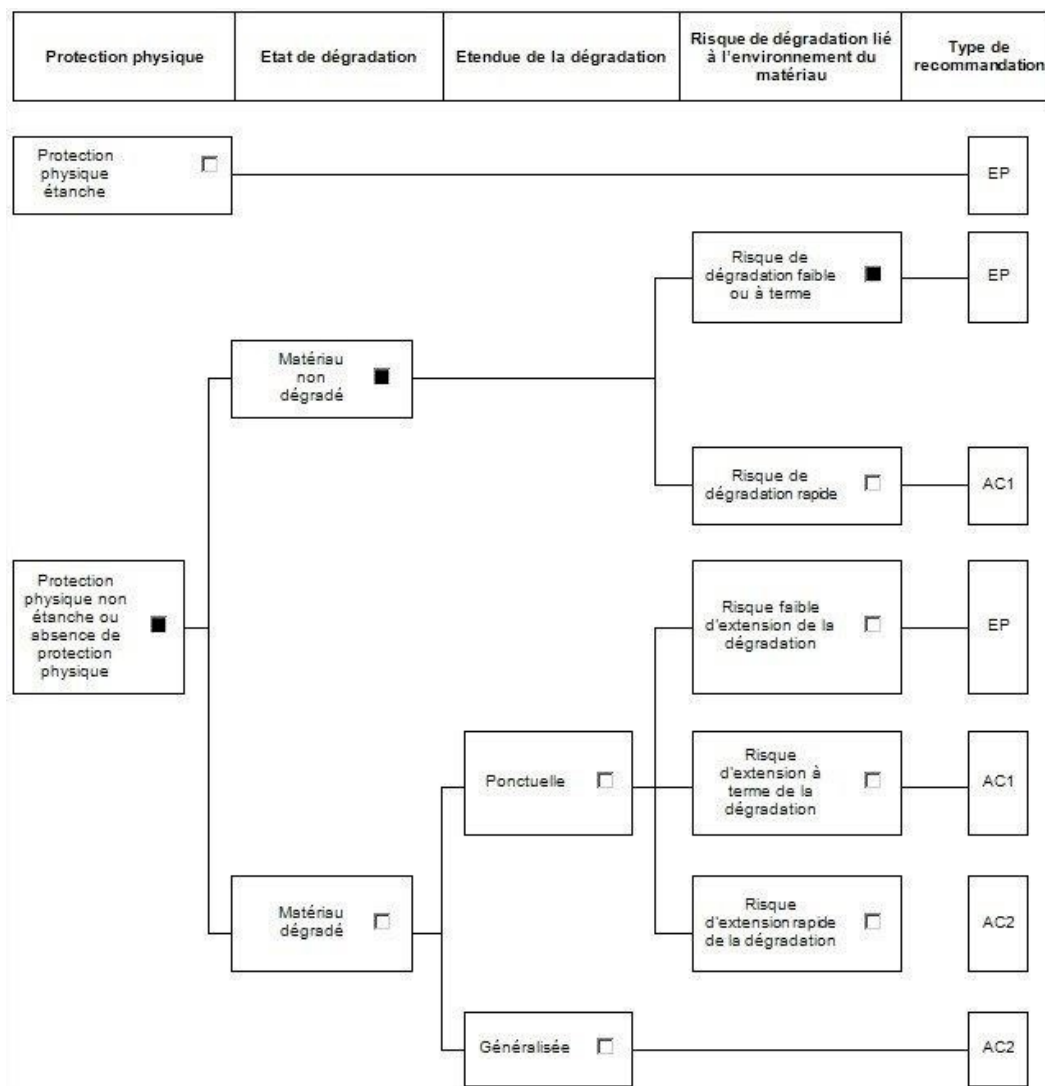 Protection physique
Etat de dégradation
Etendue de la dégradation
Risque de dégradation lié
à l'environnement du
matériau
Type de
recommandation
Protection
physique
étanche
EP
Risque de
dégradation faible
ou à terme
EP
Matériau
non
dégradé
Risque de
dégradation rapide
AC1
Protection
physique non
étanche ou
absence de
protection
physique
Risque faible
d'extension de la
dégradation
EP
Ponctuelle
Risque
d'extension à
terme de la
dégradation
AC1
Matériau
dégradé
Risque
d'extension rapide
de la dégradation
AC2
Généralisée
AC2